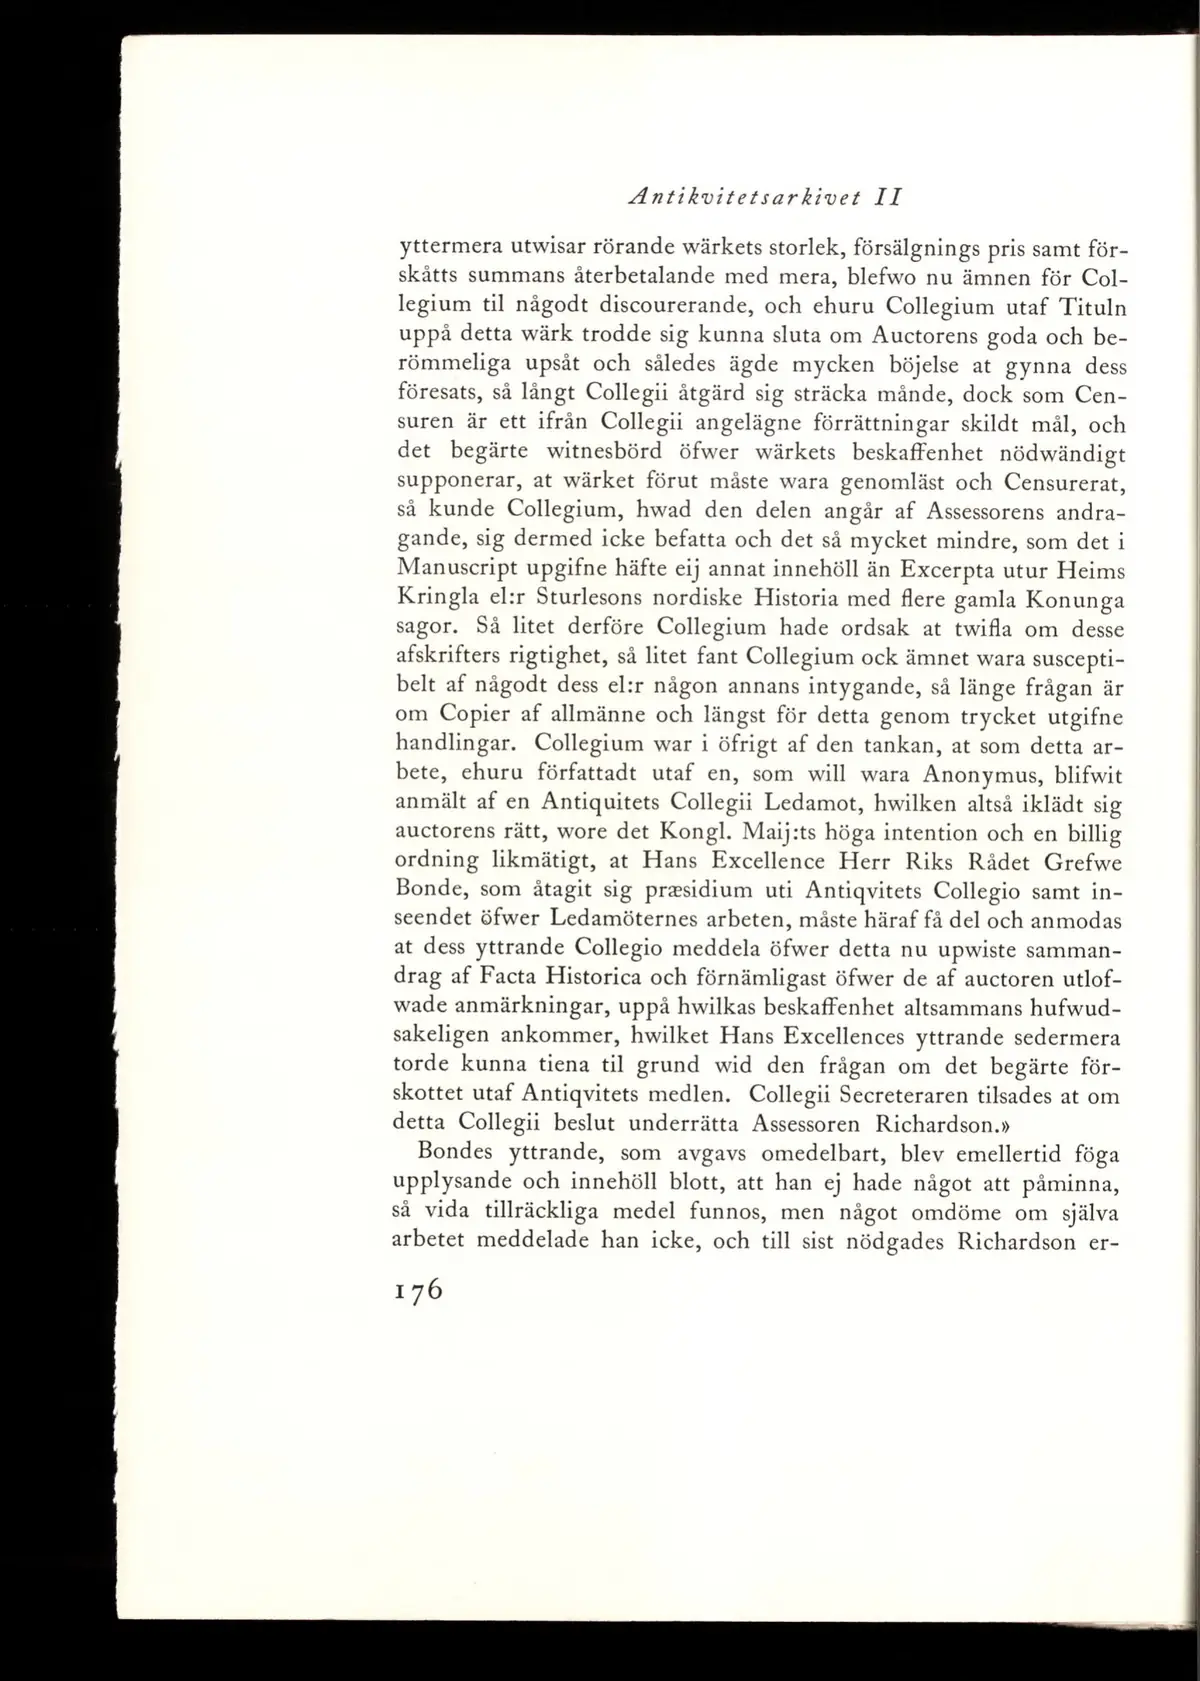 Antikvitetsarkivet II
yttermera utwisar rörande wärkets storlek, försälgnings pris samt för-
skåtts summans återbetalande med mera, blefwo nu ämnen för Col-
legium til någodt discourerande, och ehuru Collegium utaf Tituln
uppå detta wärk trodde sig kunna sluta om Auctorens goda och be-
römmeliga upsåt och således ägde mycken böjelse at gynna dess
föresats, så långt Collegii åtgärd sig sträcka månde, dock som Cen-
suren är ett ifrån Collegii angelägne förrättningar skildt mål, och
det begärte witnesbörd öfwer wärkets beskaffenhet nödwändigt
supponerar, at wärket förut måste wara genomläst och Censurerat,
så kunde Collegium, hwad den delen angår af Assessorens andra-
gande, sig dermed icke befatta och det så mycket mindre, som det i
Manuscript upgifne häfte eij annat innehöll än Excerpta utur Heims
Kringla el:r Sturlesons nordiske Historia med flere gamla Konunga
sagor. Så litet derföre Collegium hade ordsak at twifla om desse
afskrifters rigtighet, så litet fant Collegium ock ämnet wara suscepti-
belt af någodt dess el:r någon annans intygande, så länge frågan är
om Copier af allmänne och längst för detta genom trycket utgifne
handlingar. Collegium war i öfrigt af den tankan, at som detta ar-
bete, ehuru författadt utaf en, som will wara Anonymus, blifwit
anmält af en Antiquitets Collegii Ledamot, hwilken altså iklädt sig
auctorens rätt, wore det Kongl. Maij:ts höga intention och en billig
ordning likmätigt, at Hans Excellence Herr Riks Rådet Grefwe
Bonde, som åtagit sig præsidium uti Antiqvitets Collegio samt in-
seendet öfwer Ledamöternes arbeten, måste häraf få del och anmodas
at dess yttrande Collegio meddela öfwer detta nu upwiste samman-
drag af Facta Historica och förnämligast öfwer de af auctoren utlof-
wade anmärkningar, uppå hwilkas beskaffenhet altsammans hufwud-
sakeligen ankommer, hwilket Hans Excellences yttrande sedermera
torde kunna tiena til grund wid den frågan om det begärte för-
skottet utaf Antiqvitets medlen. Collegii Secreteraren tilsades at om
detta Collegii beslut underrätta Assessoren Richardson.»
Bondes yttrande, som avgavs omedelbart, blev emellertid föga
upplysande och innehöll blott, att han ej hade något att påminna,
så vida tillräckliga medel funnos, men något omdöme om själva
arbetet meddelade han icke, och till sist nödgades Richardson er-
176